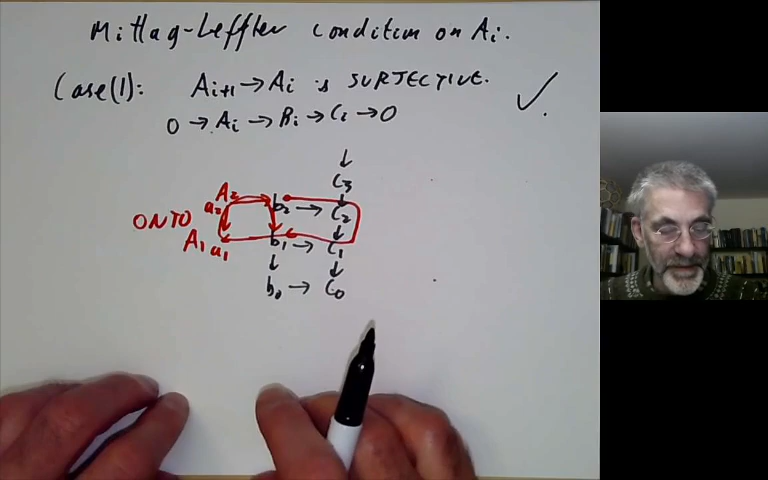 Mittag-Leffler condition on Ai.
Case(1): Ai+1 → Ai is SURJECTIVE. ✓.
0 → Ai → Bi → Ci → 0
↓
C3
↓
A2 → b2 → C2
a2
ONTO ↓ ↓ ↓
A1 a1 b1 → C1
↓ ↓
b0 → C0